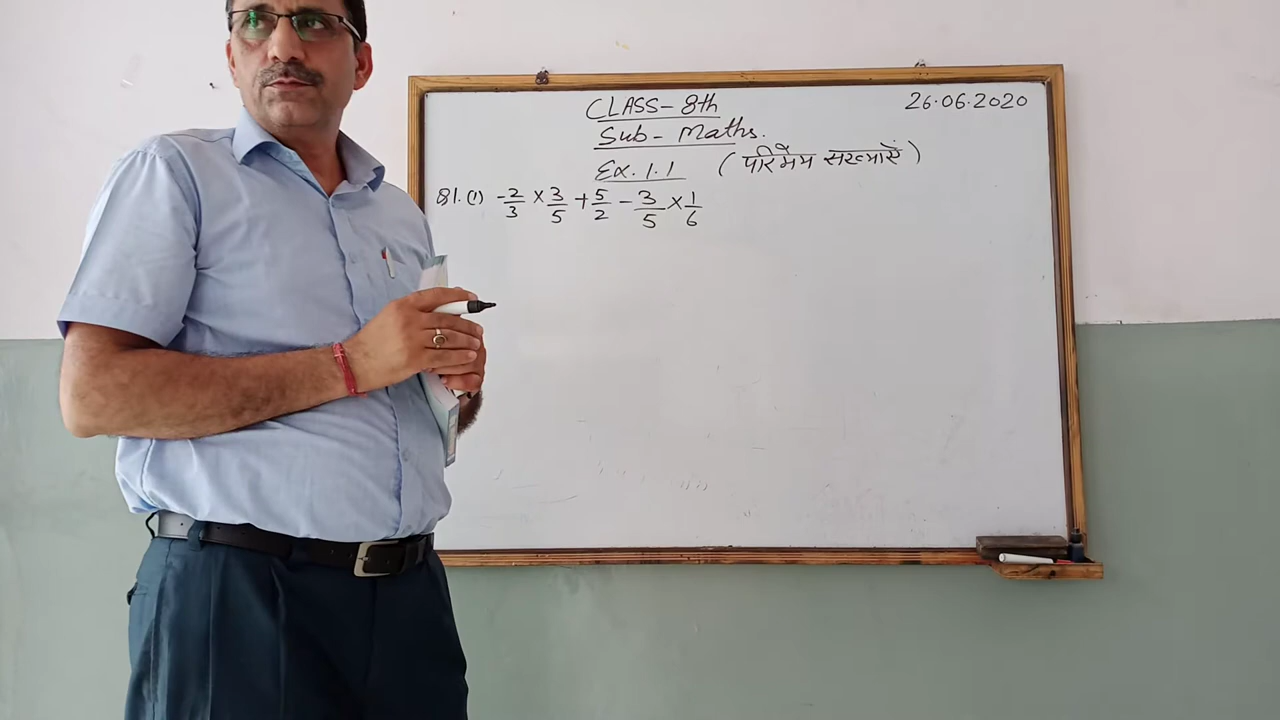 CLASS-8th 26.06.2020
Sub- Maths.
Ex. 1.1 (परिमेय संख्याएँ)
Q1.(1) -2/3 × 3/5 + 5/2 - 3/5 × 1/6